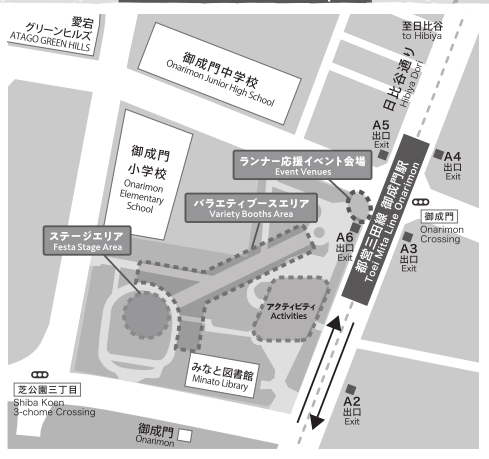 愛宕
グリーンヒルズ
ATAGO GREEN HILLS
御成門中学校
Onarimon Junior High School
至日比谷
to Hibiya
日比谷通り
Hibiya Dori
A5
出口
Exit
A4
出口
Exit
御成門
小学校
Onarimon
Elementary
School
ランナー応援イベント会場
Event Venues
バラエティブースエリア
Variety Booths Area
ステージエリア
Festa Stage Area
A6
出口
Exit
都営三田線 御成門駅
Toei Mita Line Onarimon
御成門
Onarimon
Crossing
A3
出口
Exit
アクティビティ
Activities
みなと図書館
Minato Library
芝公園三丁目
Shiba Koen
3-chome Crossing
A2
出口
Exit
御成門
Onarimon